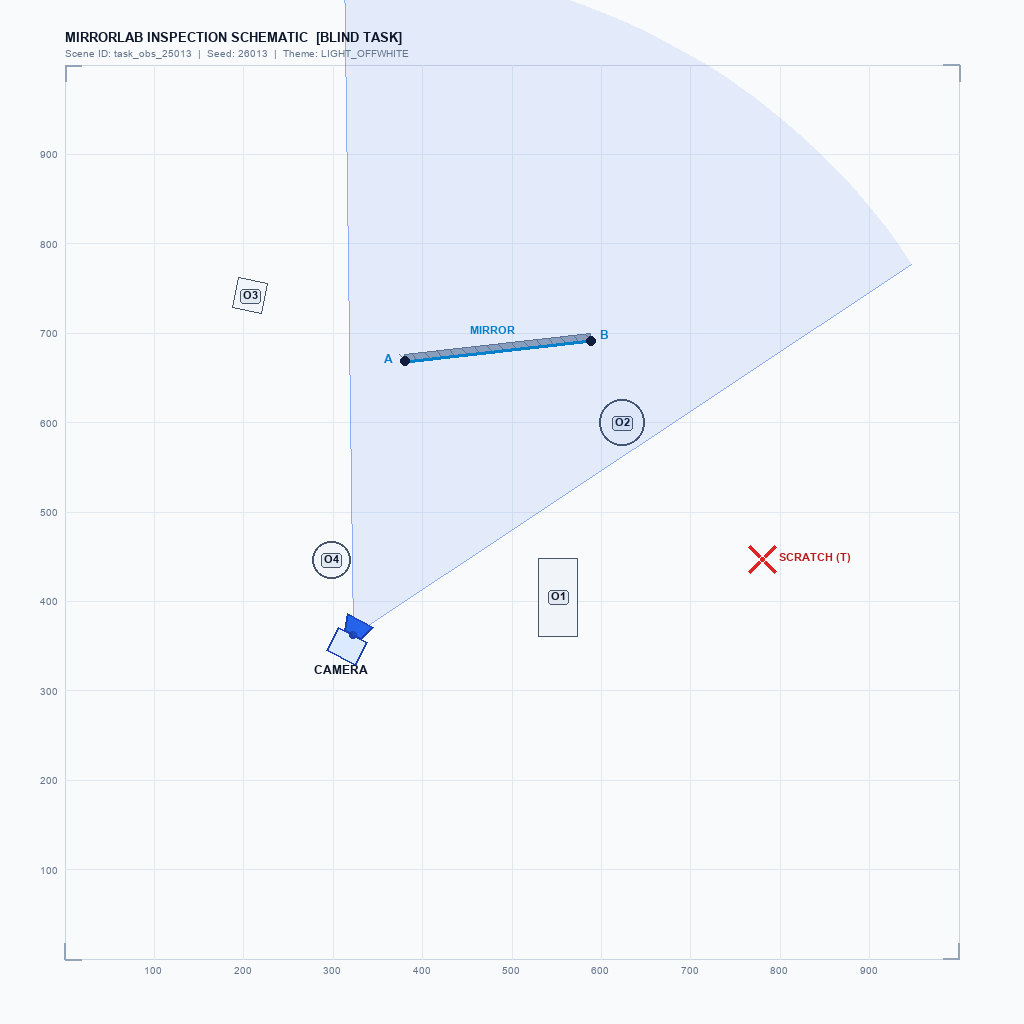 MIRRORLAB INSPECTION SCHEMATIC  [BLIND TASK]
Scene ID: task_obs_25013  |  Seed: 26013  |  Theme: LIGHT_OFFWHITE
900
800
O3
700
MIRROR
B
A
600
O2
500
O4
SCRATCH (T)
O1
400
CAMERA
300
200
100
100 200 300 400 500 600 700 800 900